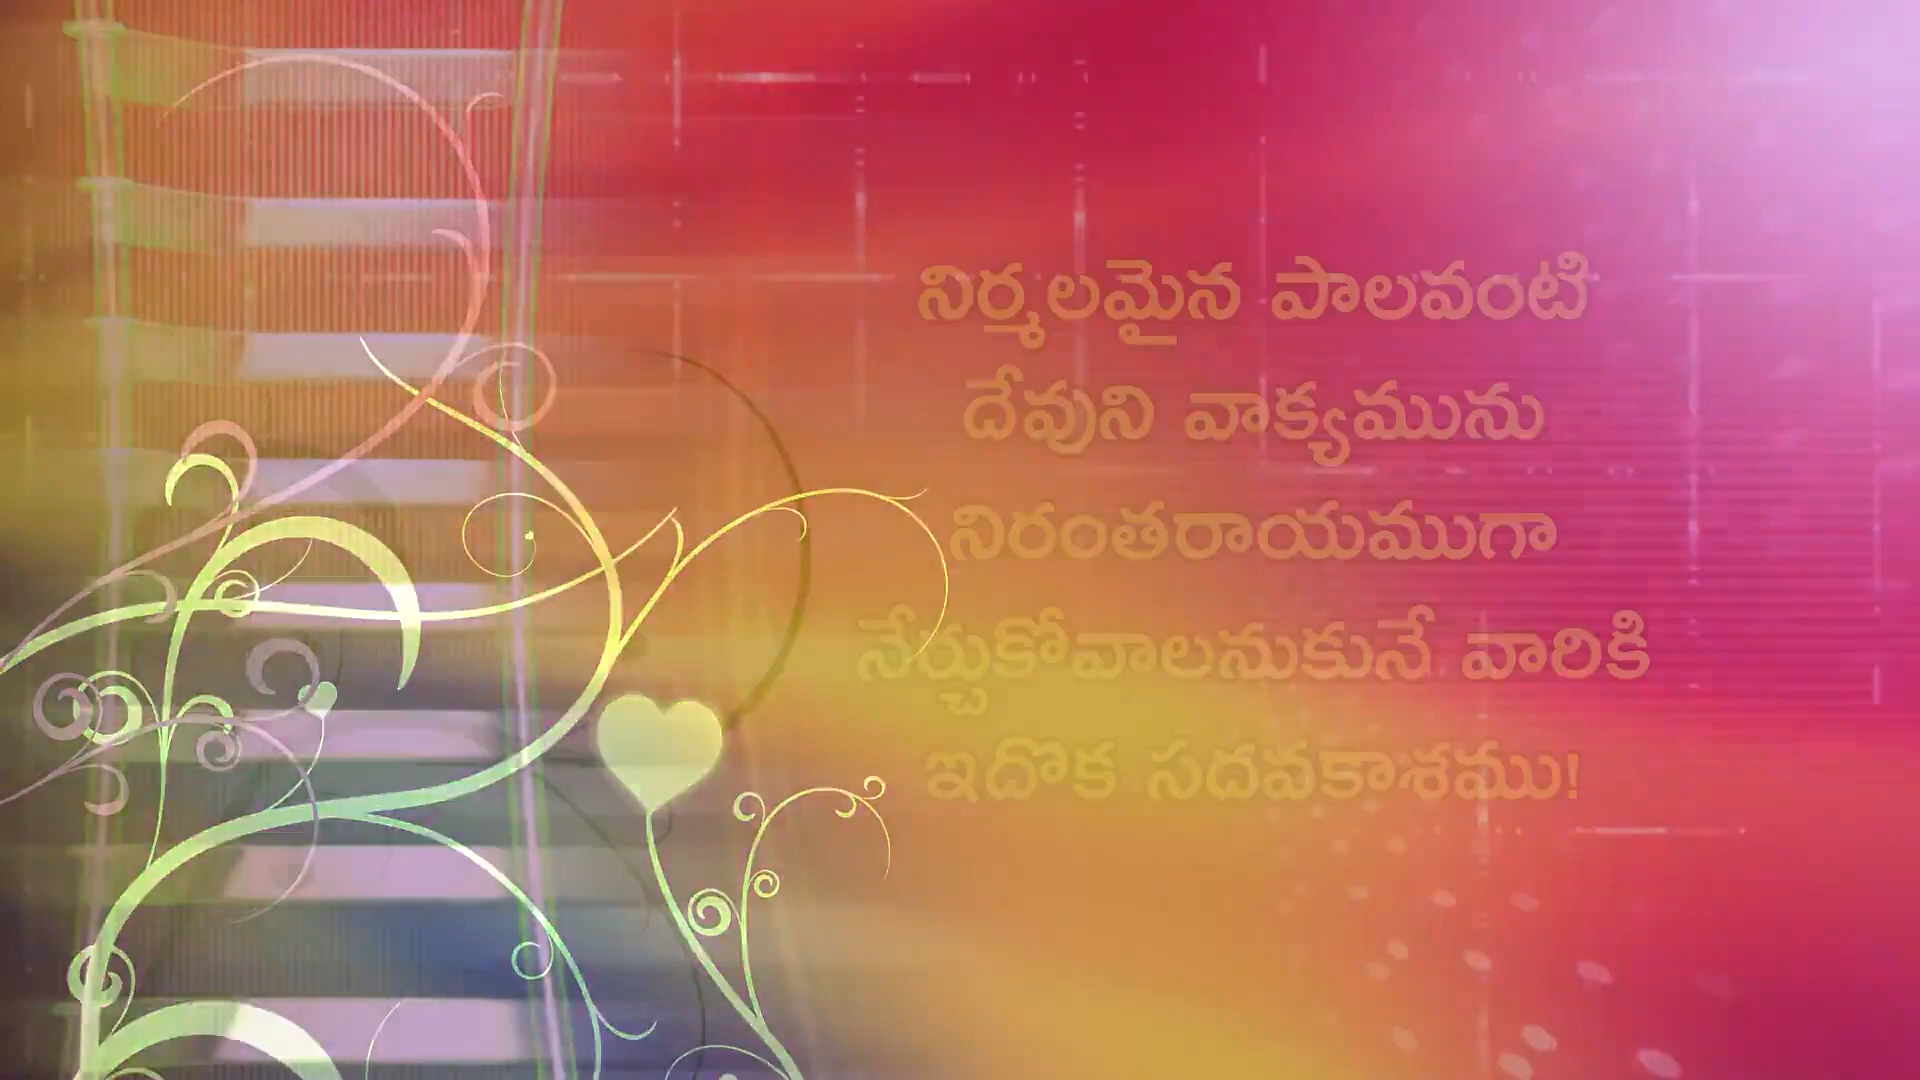 నిర్మలమైన పాలవంటి
దేవుని వాక్యమును
నిరంతరాయముగా
నేర్చుకోవాలనుకునే వారికి
ఇదొక సదవకాశము!